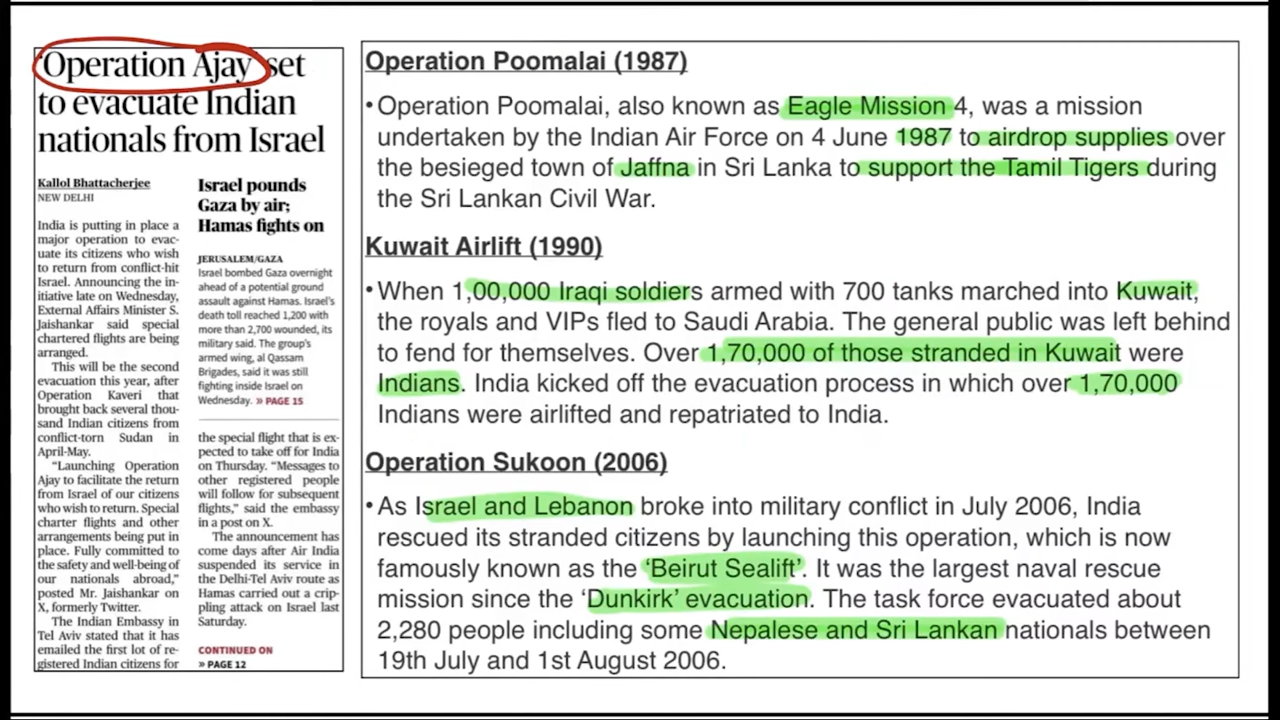 'Operation Ajay' set
to evacuate Indian
nationals from Israel
Kallol Bhattacherjee
NEW DELHI
India is putting in place a
major operation to evac-
uate its citizens who wish
to return from conflict-hit
Israel. Announcing the in-
itiative late on Wednesday,
External Affairs Minister S.
Jaishankar said special
chartered flights are being
arranged.
This will be the second
evacuation this year, after
Operation Kaveri that
brought back several thou-
sand Indian citizens from
conflict-torn Sudan in
April-May.
"Launching Operation
Ajay to facilitate the return
from Israel of our citizens
who wish to return. Special
charter flights and other
arrangements being put in
place. Fully committed to
the safety and well-being of
our nationals abroad,"
posted Mr. Jaishankar on
X, formerly Twitter.
The Indian Embassy in
Tel Aviv stated that it has
emailed the first lot of re-
gistered Indian citizens for
Israel pounds
Gaza by air;
Hamas fights on
JERUSALEM/GAZA
Israel bombed Gaza overnight
ahead of a potential ground
assault against Hamas. Israel's
death toll reached 1,200 with
more than 2,700 wounded, its
military said. The group's
armed wing, al Qassam
Brigades, said it was still
fighting inside Israel on
Wednesday. » PAGE 15
the special flight that is ex-
pected to take off for India
on Thursday. "Messages to
other registered people
will follow for subsequent
flights," said the embassy
in a post on X.
The announcement has
come days after Air India
suspended its service in
the Delhi-Tel Aviv route as
Hamas carried out a crip-
pling attack on Israel last
Saturday.
CONTINUED ON
» PAGE 12
Operation Poomalai (1987)
• Operation Poomalai, also known as Eagle Mission 4, was a mission
undertaken by the Indian Air Force on 4 June 1987 to airdrop supplies over
the besieged town of Jaffna in Sri Lanka to support the Tamil Tigers during
the Sri Lankan Civil War.
Kuwait Airlift (1990)
• When 1,00,000 Iraqi soldiers armed with 700 tanks marched into Kuwait,
the royals and VIPs fled to Saudi Arabia. The general public was left behind
to fend for themselves. Over 1,70,000 of those stranded in Kuwait were
Indians. India kicked off the evacuation process in which over 1,70,000
Indians were airlifted and repatriated to India.
Operation Sukoon (2006)
• As Israel and Lebanon broke into military conflict in July 2006, India
rescued its stranded citizens by launching this operation, which is now
famously known as the 'Beirut Sealift'. It was the largest naval rescue
mission since the 'Dunkirk' evacuation. The task force evacuated about
2,280 people including some Nepalese and Sri Lankan nationals between
19th July and 1st August 2006.